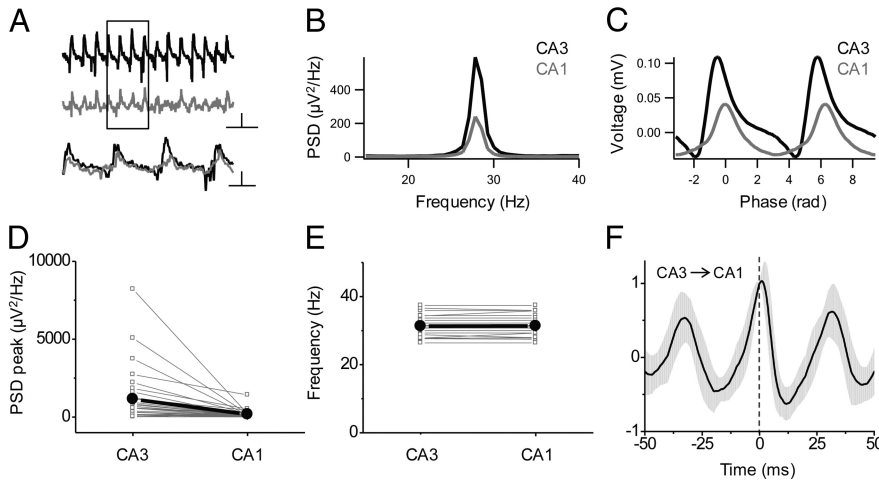 A
B
C
CA3
CA1
PSD (μV²/Hz)
400
200
0
20
30
40
Frequency (Hz)
CA3
CA1
Voltage (mV)
0.10
0.05
0.00
-2
0
2
4
6
8
Phase (rad)
D
E
F
PSD peak (μV²/Hz)
10000
5000
0
CA3
CA1
Frequency (Hz)
40
20
0
CA3
CA1
CA3→CA1
1
0
-1
-50
-25
0
25
50
Time (ms)